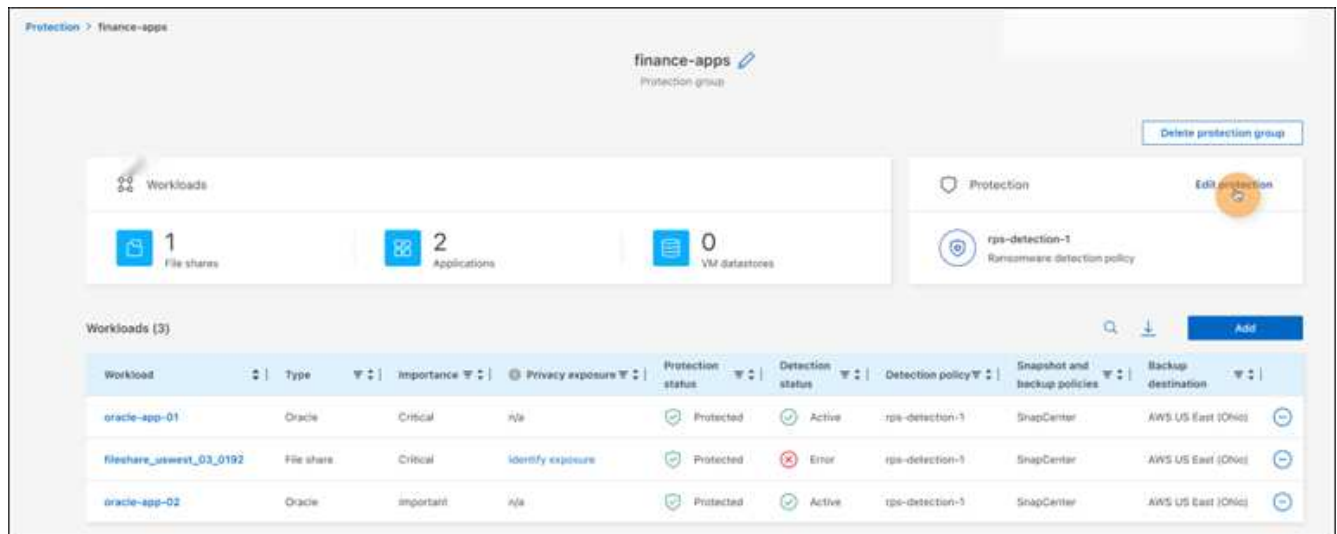 Protection > finance-apps
finance-apps
Protection group
Delete protection group
Workloads
Protection
Edit protection
1
File shares
2
Applications
0
VM datastores
rps-detection-1
Ransomware detection policy
Workloads (3)
Add
Workload Type Importance Privacy exposure Protection status Detection status Detection policy Snapshot and backup policies Backup destination
oracle-app-01 Oracle Critical n/a Protected Active rps-detection-1 SnapCenter AWS US East (Ohio)
fileshare_uswest_03_0192 File share Critical Identify exposure Protected Error rps-detection-1 SnapCenter AWS US East (Ohio)
oracle-app-02 Oracle Important n/a Protected Active rps-detection-1 SnapCenter AWS US East (Ohio)